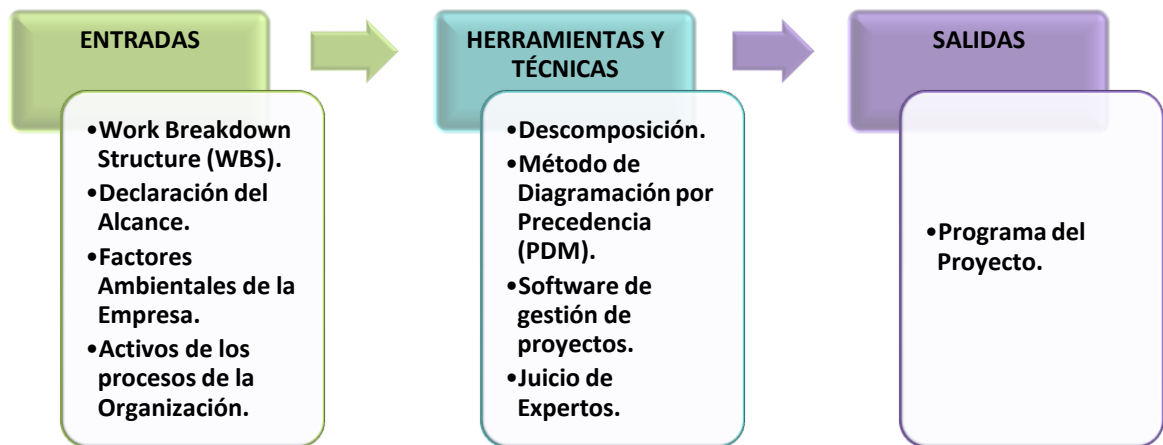 ENTRADAS
•Work Breakdown
Structure (WBS).
•Declaración del
Alcance.
•Factores
Ambientales de la
Empresa.
•Activos de los
procesos de la
Organización.
HERRAMIENTAS Y
TÉCNICAS
•Descomposición.
•Método de
Diagramación por
Precedencia
(PDM).
•Software de
gestión de
proyectos.
•Juicio de
Expertos.
SALIDAS
•Programa del
Proyecto.